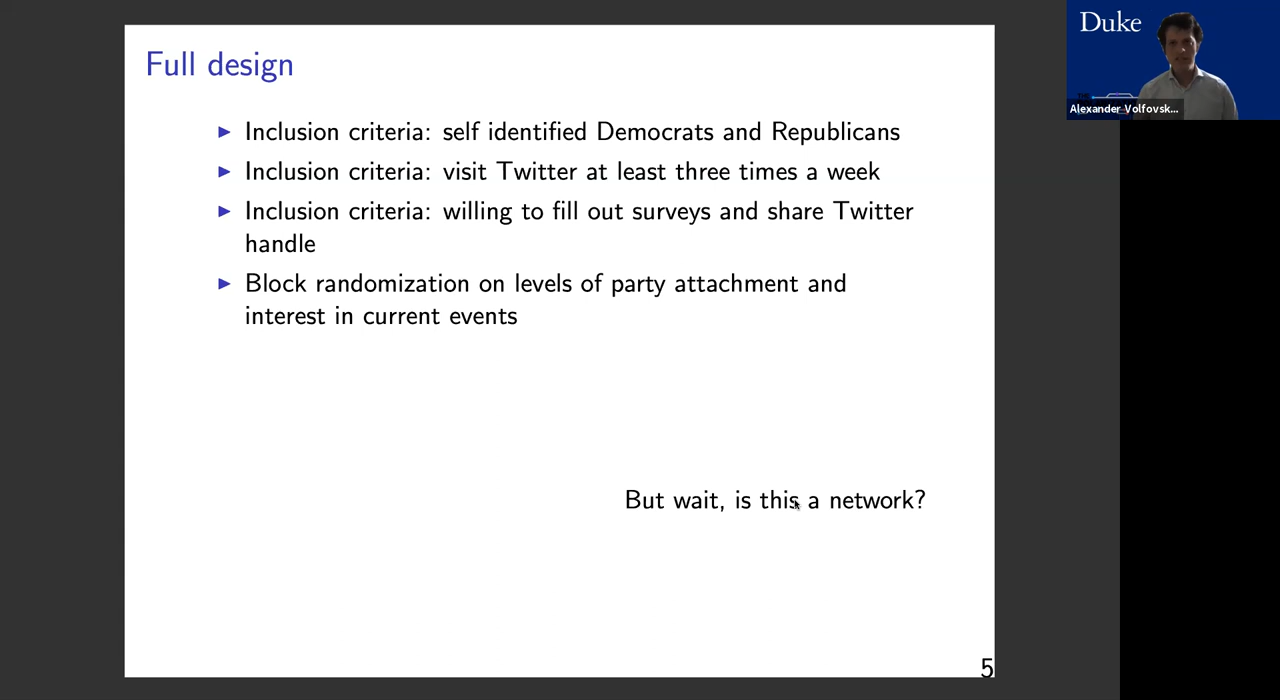 Full design
▶ Inclusion criteria: self identified Democrats and Republicans
▶ Inclusion criteria: visit Twitter at least three times a week
▶ Inclusion criteria: willing to fill out surveys and share Twitter
handle
▶ Block randomization on levels of party attachment and
interest in current events
But wait, is this a network?
5
Duke
Alexander Volfovsk...